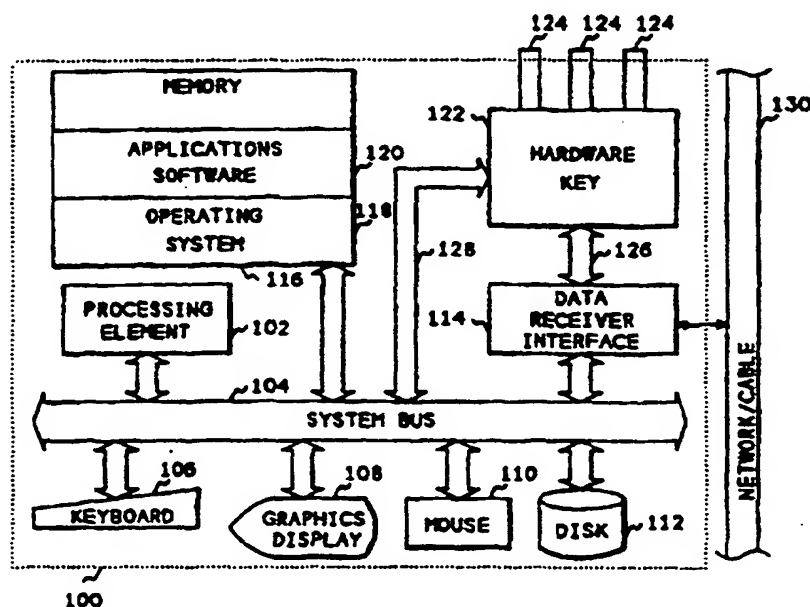 124 124 124
MEMORY
122
130
APPLICATIONS
SOFTWARE
120
HARDWARE
KEY
OPERATING
SYSTEM
118
116
128
126
PROCESSING
ELEMENT
102
114
DATA
RECEIVER
INTERFACE
104
SYSTEM BUS
NETWORK/CABLE
106
KEYBOARD
108
GRAPHICS
DISPLAY
110
MOUSE
DISK
112
100